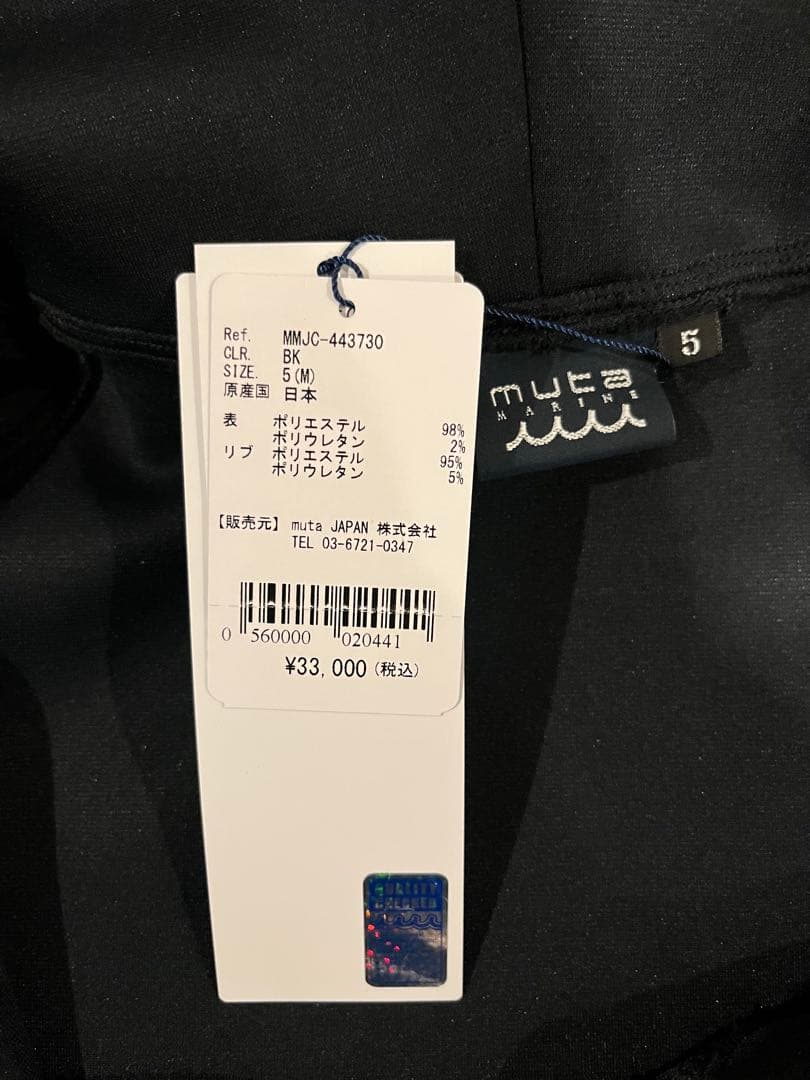 Ref. MMJC-443730
CLR. BK
SIZE. 5(M)
原産国 日本
表 ポリエステル 98%
ポリウレタン 2%
リブ ポリエステル 95%
ポリウレタン 5%
【販売元】 muta JAPAN 株式会社
TEL 03-6721-0347
0 560000 020441
¥33,000(税込)
muta
MARINE
5
QUALITY